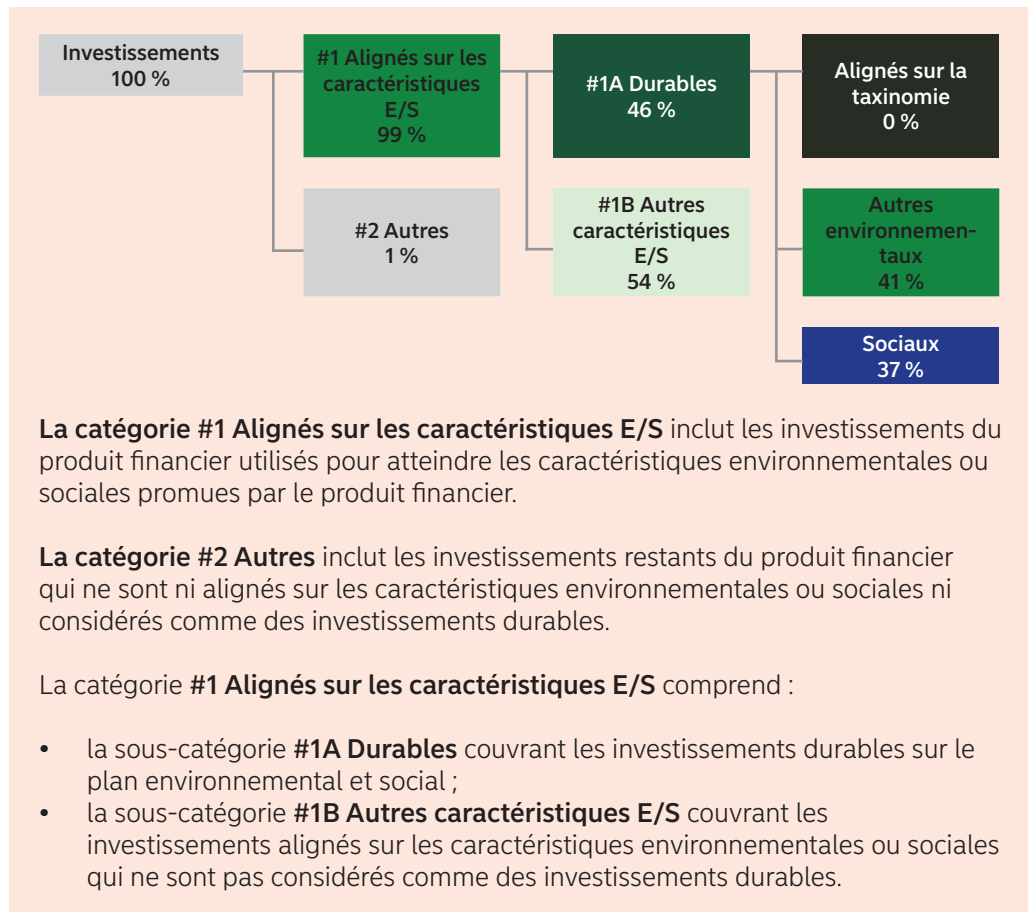 Investissements
100 %
#1 Alignés sur les
caractéristiques
E/S
99 %
#1A Durables
46 %
Alignés sur la
taxinomie
0 %
#2 Autres
1 %
#1B Autres
caractéristiques
E/S
54 %
Autres
environnemen-
taux
41 %
Sociaux
37 %
La catégorie #1 Alignés sur les caractéristiques E/S inclut les investissements du
produit financier utilisés pour atteindre les caractéristiques environnementales ou
sociales promues par le produit financier.
La catégorie #2 Autres inclut les investissements restants du produit financier
qui ne sont ni alignés sur les caractéristiques environnementales ou sociales ni
considérés comme des investissements durables.
La catégorie #1 Alignés sur les caractéristiques E/S comprend :
• la sous-catégorie #1A Durables couvrant les investissements durables sur le
plan environnemental et social ;
• la sous-catégorie #1B Autres caractéristiques E/S couvrant les
investissements alignés sur les caractéristiques environnementales ou sociales
qui ne sont pas considérés comme des investissements durables.